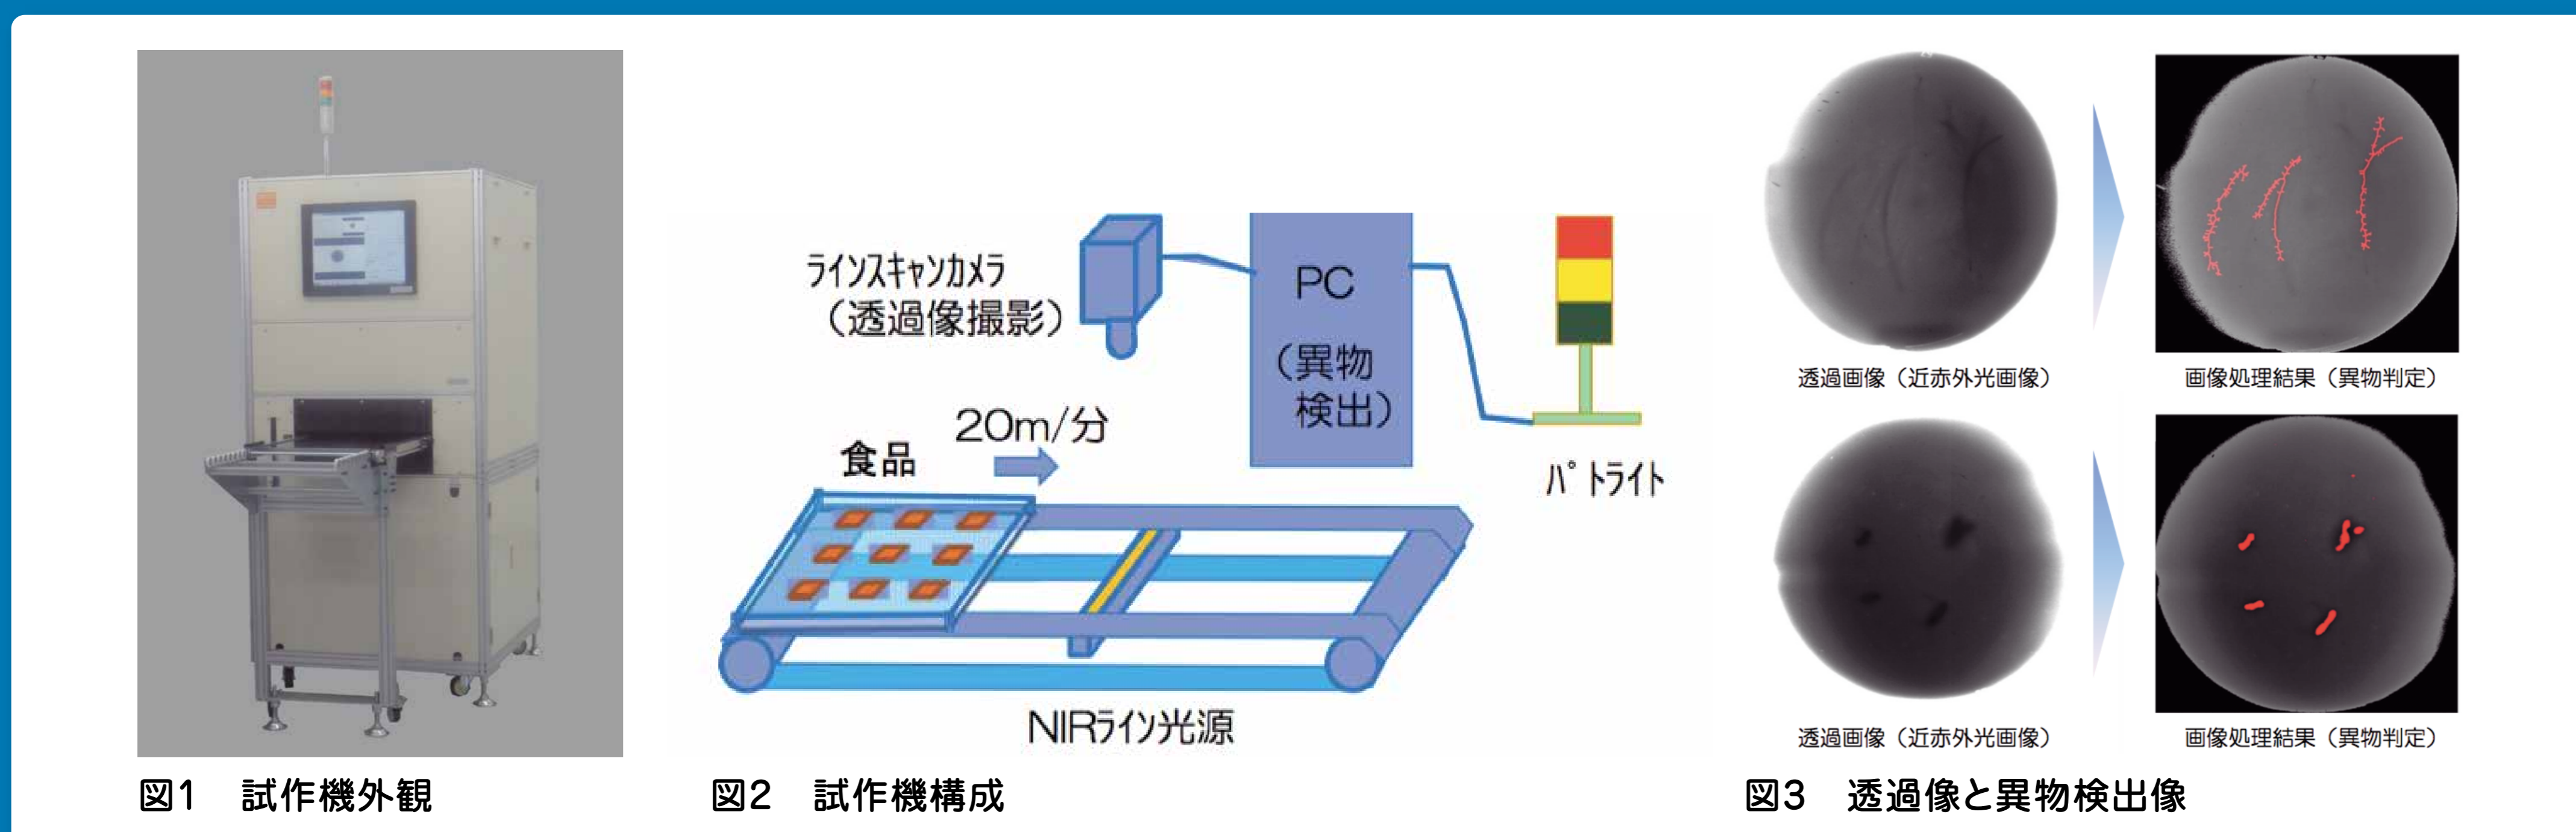 ラインスキャンカメラ
（透過像撮影）
PC
（異物
検出）
パトライト
食品
20m/分
NIRライン光源
透過画像（近赤外光画像）
画像処理結果（異物判定）
透過画像（近赤外光画像）
画像処理結果（異物判定）
図1　試作機外観
図2　試作機構成
図3　透過像と異物検出像